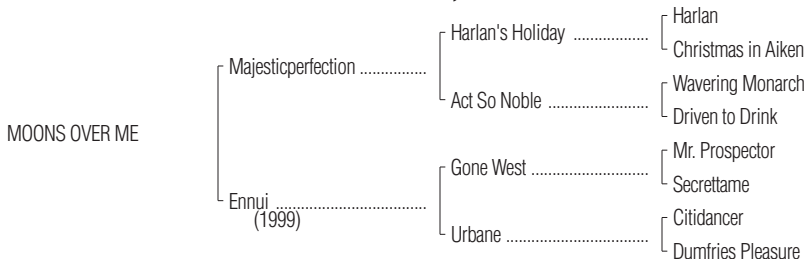 Harlan
Harlan's Holiday ...................
Christmas in Aiken
Majesticperfection ................
Wavering Monarch
Act So Noble .........................
Driven to Drink
MOONS OVER ME
Mr. Prospector
Gone West .............................
Secrettame
Ennui .....................................
(1999)
Citidancer
Urbane ...................................
Dumfries Pleasure